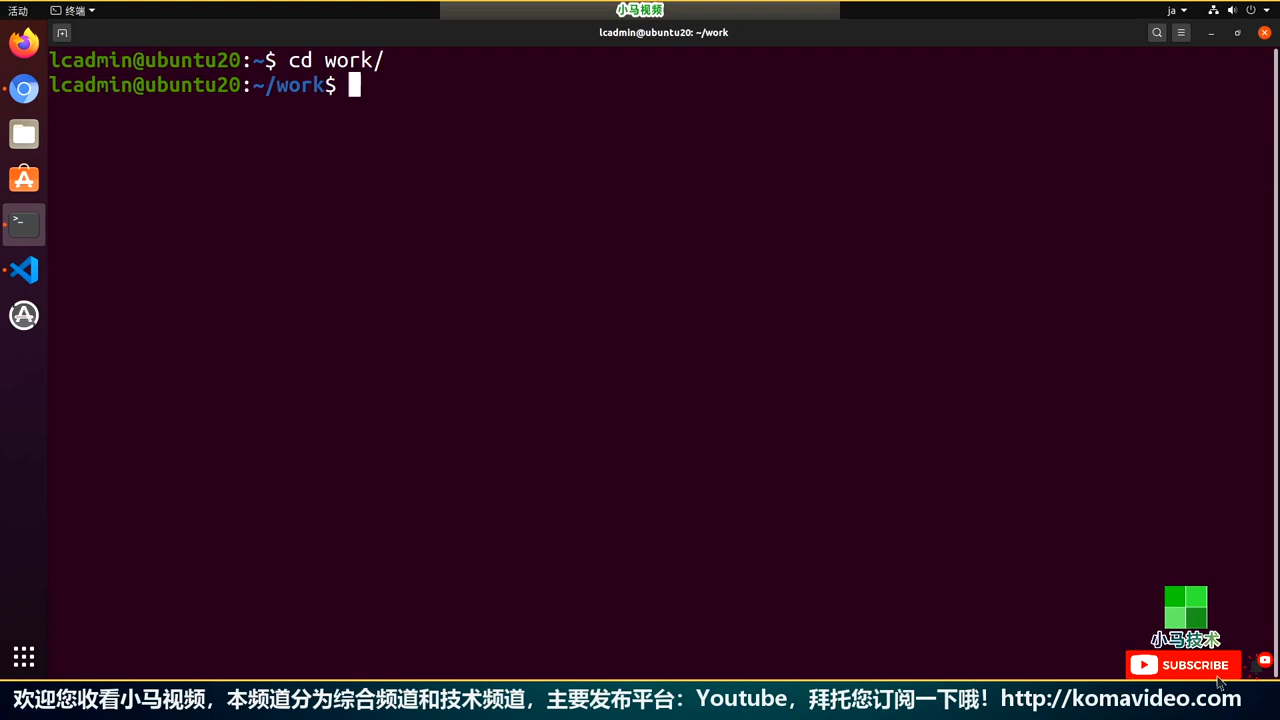 活动
终端
小马视频
ja
lcadmin@ubuntu20: ~/work
lcadmin@ubuntu20:~$ cd work/
lcadmin@ubuntu20:~/work$
小马技术
SUBSCRIBE
欢迎您收看小马视频，本频道分为综合频道和技术频道，主要发布平台：Youtube，拜托您订阅一下哦！http://komavideo.com